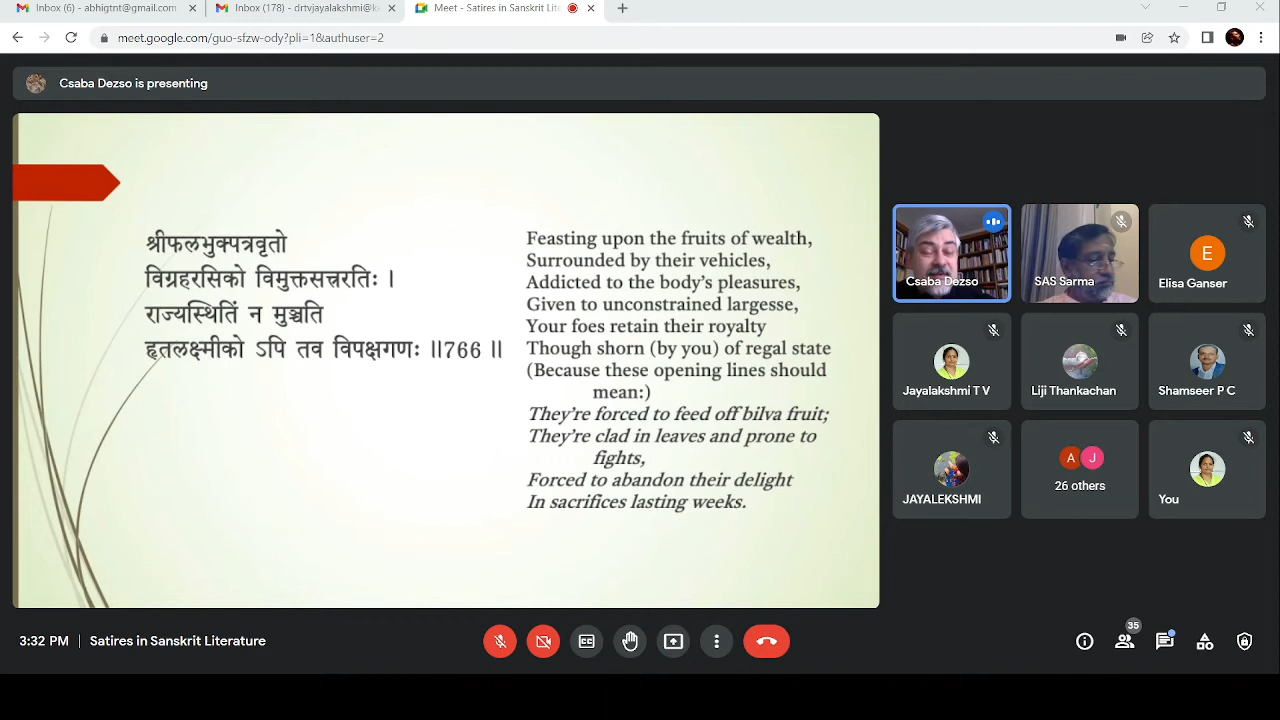 Inbox (6) - abhigtnt@gmail.com
Inbox (178) - drtvjayalakshmi@k
Meet - Satires in Sanskrit Lite
meet.google.com/guo-sfzw-ody?pli=1&authuser=2
Csaba Dezso is presenting
श्रीफलभुक्पत्रवृतो
विग्रहरसिको विमुक्तसत्त्ररतिः ।
राज्यस्थितिं न मुञ्चति
हृतलक्ष्मीको ऽपि तव विपक्षगणः ॥766 ॥
Feasting upon the fruits of wealth,
Surrounded by their vehicles,
Addicted to the body's pleasures,
Given to unconstrained largesse,
Your foes retain their royalty
Though shorn (by you) of regal state
(Because these opening lines should
mean:)
They're forced to feed off bilva fruit;
They're clad in leaves and prone to
fights,
Forced to abandon their delight
In sacrifices lasting weeks.
Csaba Dezso
SAS Sarma
E
Elisa Ganser
Jayalakshmi T V
Liji Thankachan
Shamseer P C
JAYALEKSHMI
A J
26 others
You
3:32 PM | Satires in Sanskrit Literature
35